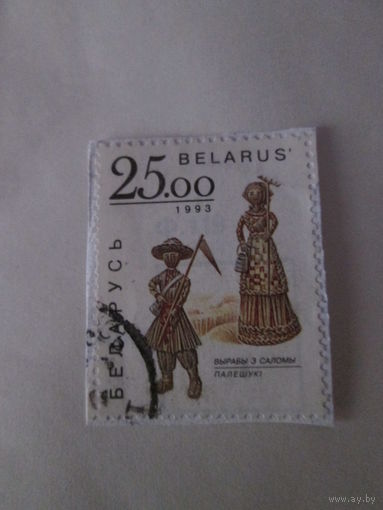 BELARUS'
25.00
1993
БЕЛАРУСЬ
ВЫРАБЫ З САЛОМЫ
ПАЛЕШУКІ
www.ay.by